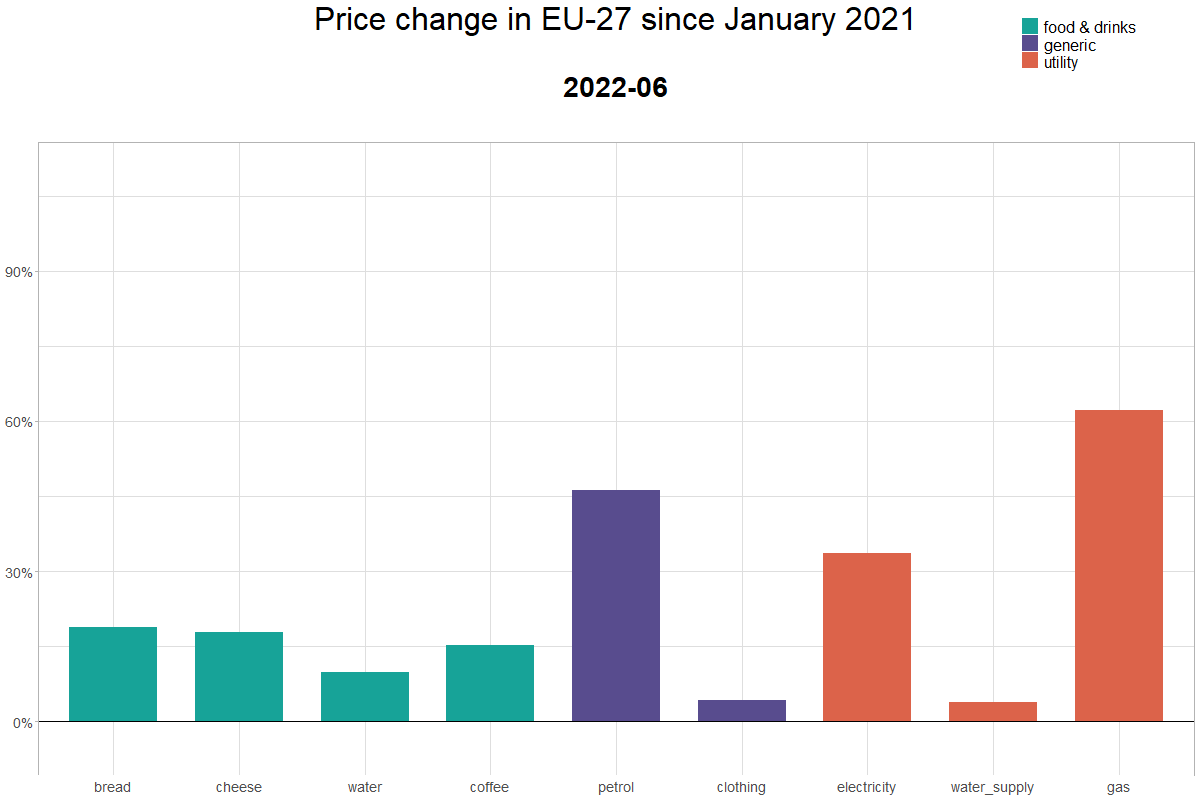 Price change in EU-27 since January 2021
food & drinks
generic
utility
2022-06
90%
60%
30%
0%
bread cheese water coffee petrol clothing electricity water_supply gas